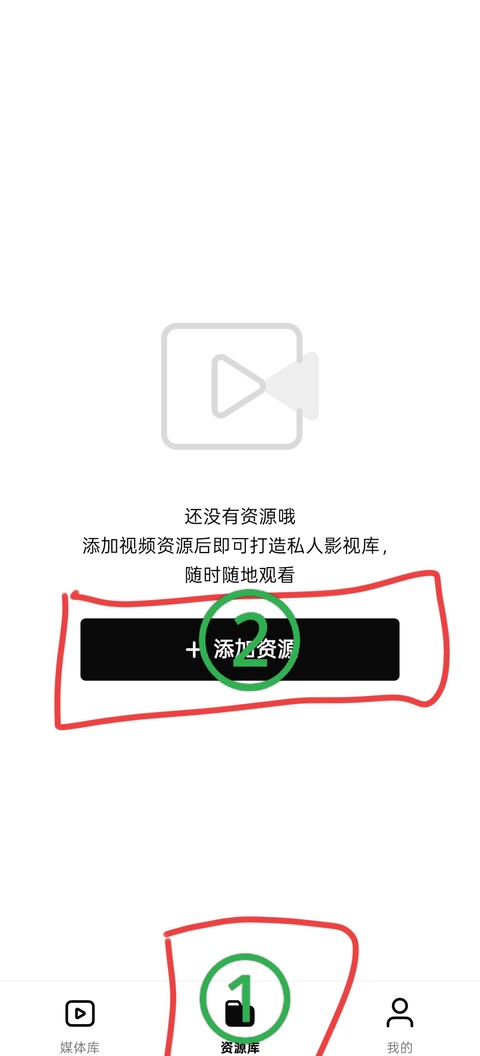 还没有资源哦
添加视频资源后即可打造私人影视库，
随时随地观看
+ 添加资源
2
1
媒体库
资源库
我的